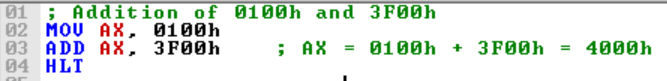 01 ; Addition of 0100h and 3F00h
02 MOV AX, 0100h
03 ADD AX, 3F00h ; AX = 0100h + 3F00h = 4000h
04 HLT